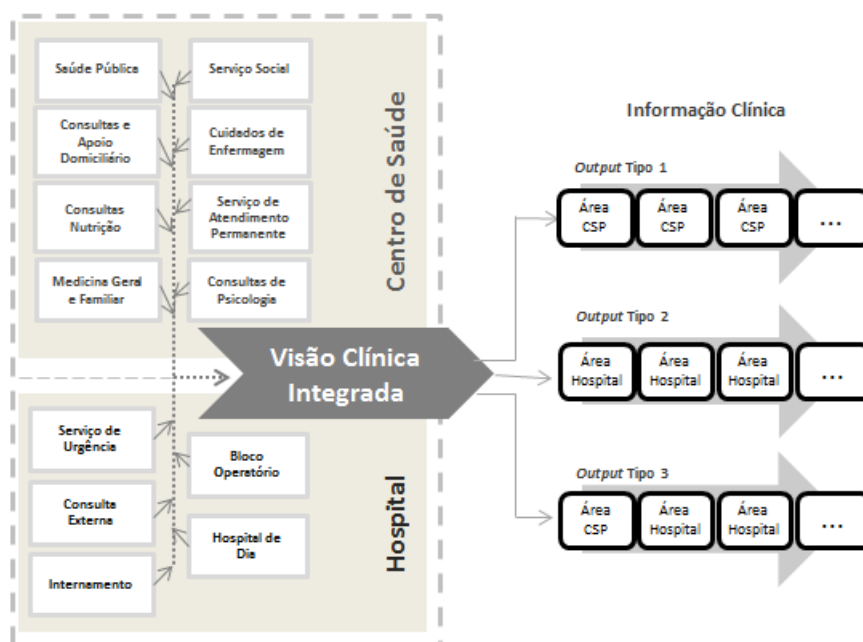 Saúde Pública
Serviço Social
Consultas e
Apoio
Domiciliário
Cuidados de
Enfermagem
Consultas
Nutrição
Serviço de
Atendimento
Permanente
Medicina Geral
e Familiar
Consultas de
Psicologia
Centro de Saúde
Visão Clínica
Integrada
Serviço de
Urgência
Bloco
Operatório
Consulta
Externa
Hospital de
Dia
Internamento
Hospital
Informação Clínica
Output Tipo 1
Área
CSP
Área
CSP
Área
CSP
...
Output Tipo 2
Área
Hospital
Área
Hospital
Área
Hospital
...
Output Tipo 3
Área
CSP
Área
Hospital
Área
Hospital
...